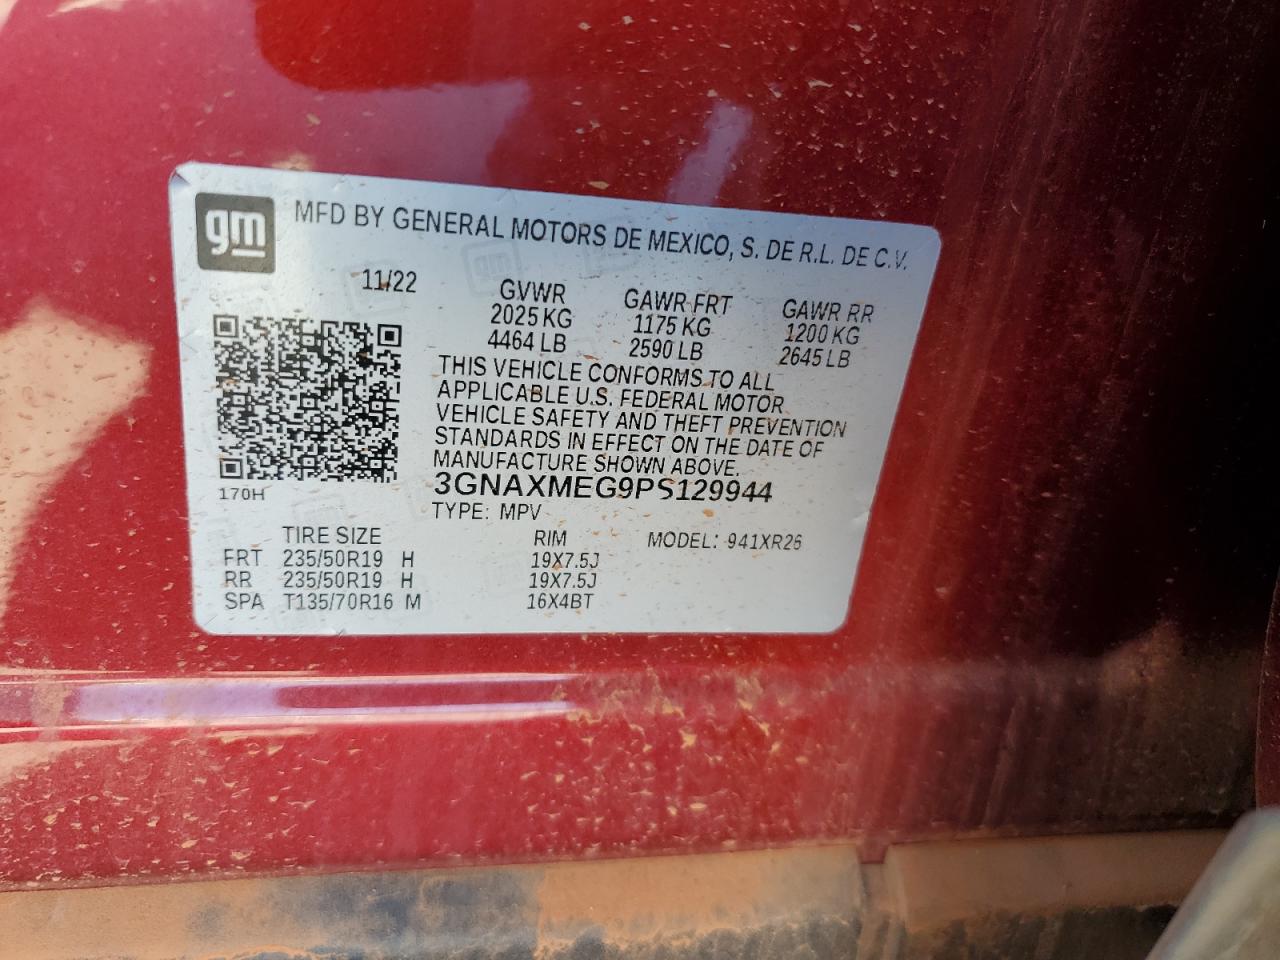 gm
MFD BY GENERAL MOTORS DE MEXICO, S. DE R.L. DE C.V.
11/22 GVWR GAWR FRT GAWR RR
2025 KG 1175 KG 1200 KG
4464 LB 2590 LB 2645 LB
THIS VEHICLE CONFORMS TO ALL
APPLICABLE U.S. FEDERAL MOTOR
VEHICLE SAFETY AND THEFT PREVENTION
STANDARDS IN EFFECT ON THE DATE OF
MANUFACTURE SHOWN ABOVE.
3GNAXMEG9PS129944
170H
TYPE: MPV
TIRE SIZE RIM MODEL: 941XR26
FRT 235/50R19 H 19X7.5J
RR 235/50R19 H 19X7.5J
SPA T135/70R16 M 16X4BT